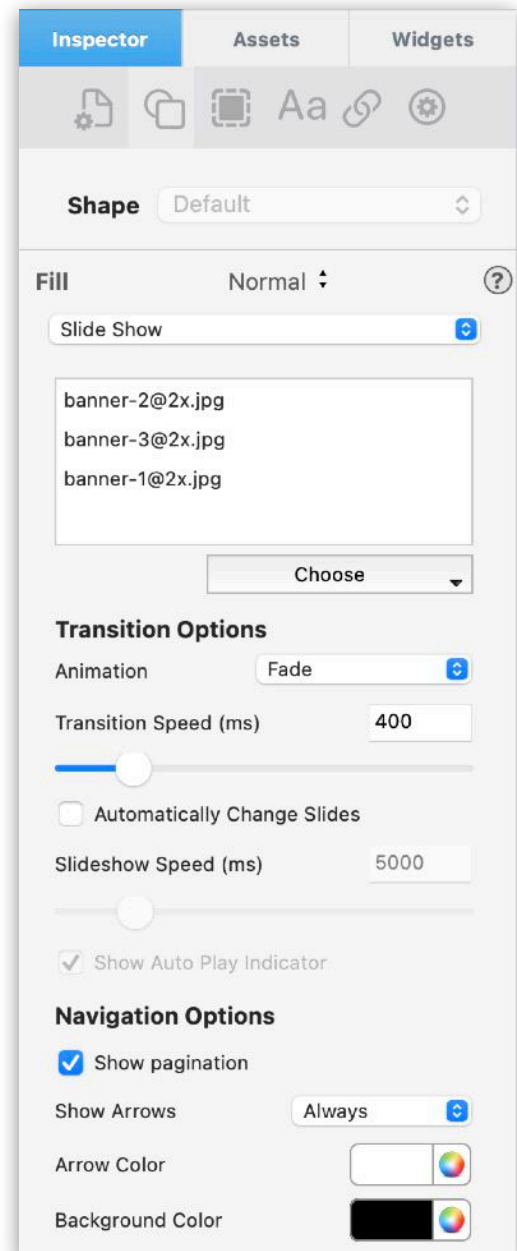 Inspector Assets Widgets
Aa
Shape Default
Fill Normal ?
Slide Show
banner-2@2x.jpg
banner-3@2x.jpg
banner-1@2x.jpg
Choose
Transition Options
Animation Fade
Transition Speed (ms) 400
Automatically Change Slides
Slideshow Speed (ms) 5000
Show Auto Play Indicator
Navigation Options
Show pagination
Show Arrows Always
Arrow Color
Background Color